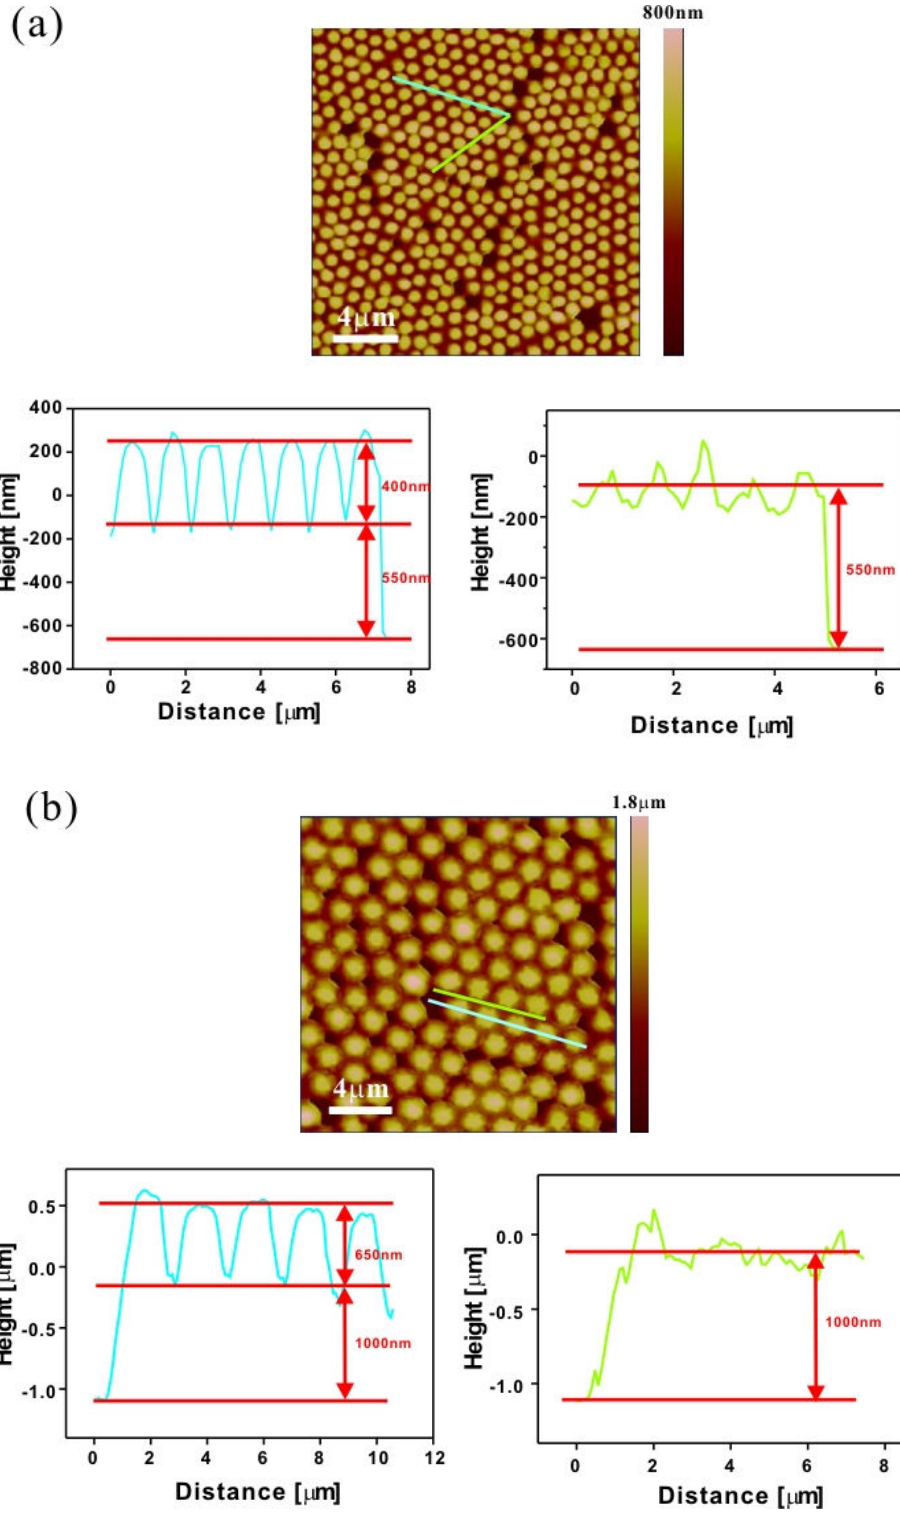 (a)
800nm
4μm
400
200
0
-200
-400
-600
-800
Height [nm]
400nm
550nm
0 2 4 6 8
Distance [μm]
0
-200
-400
-600
Height [nm]
550nm
0 2 4 6
Distance [μm]
(b)
1.8μm
4μm
0.5
0.0
-0.5
-1.0
Height [μm]
650nm
1000nm
0 2 4 6 8 10 12
Distance [μm]
0.0
-0.5
-1.0
Height [μm]
1000nm
0 2 4 6 8
Distance [μm]